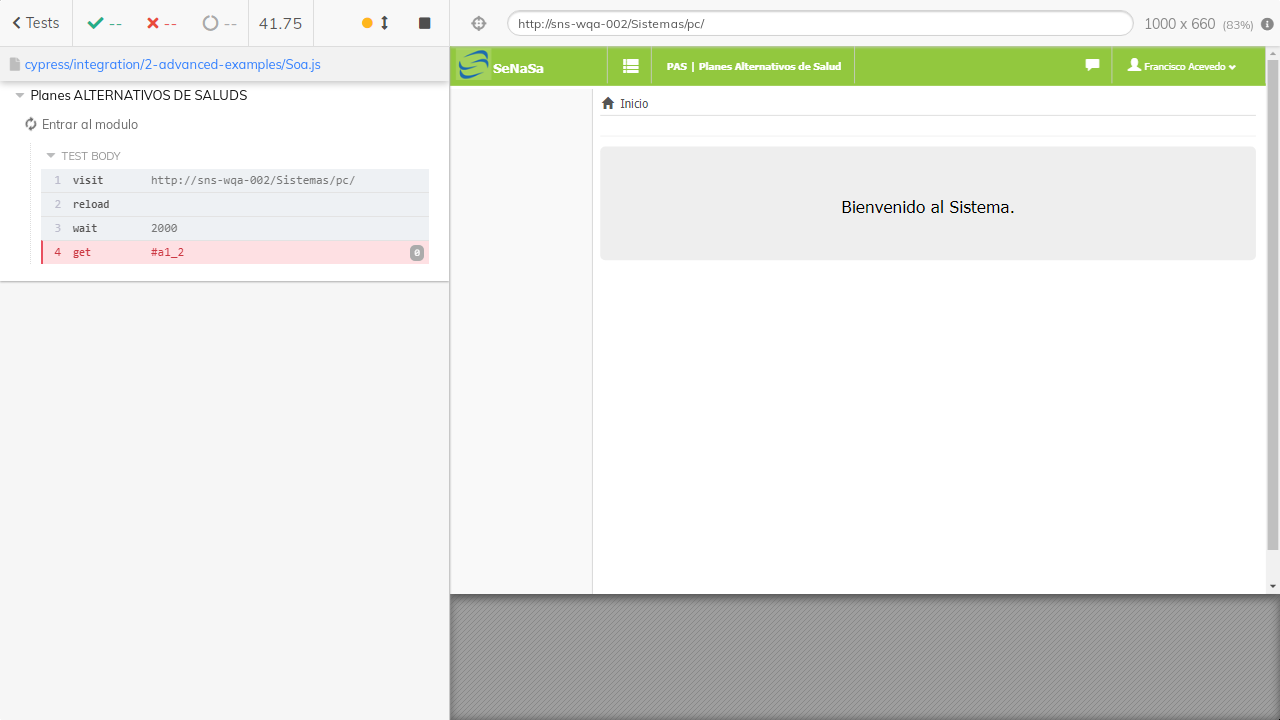 Tests
--
--
--
41.75
cypress/integration/2-advanced-examples/Soa.js
Planes ALTERNATIVOS DE SALUDS
Entrar al modulo
TEST BODY
1 visit http://sns-wqa-002/Sistemas/pc/
2 reload
3 wait 2000
4 get #a1_2 0
http://sns-wqa-002/Sistemas/pc/
1000 x 660 (83%)
SeNaSa
PAS | Planes Alternativos de Salud
Francisco Acevedo
Inicio
Bienvenido al Sistema.